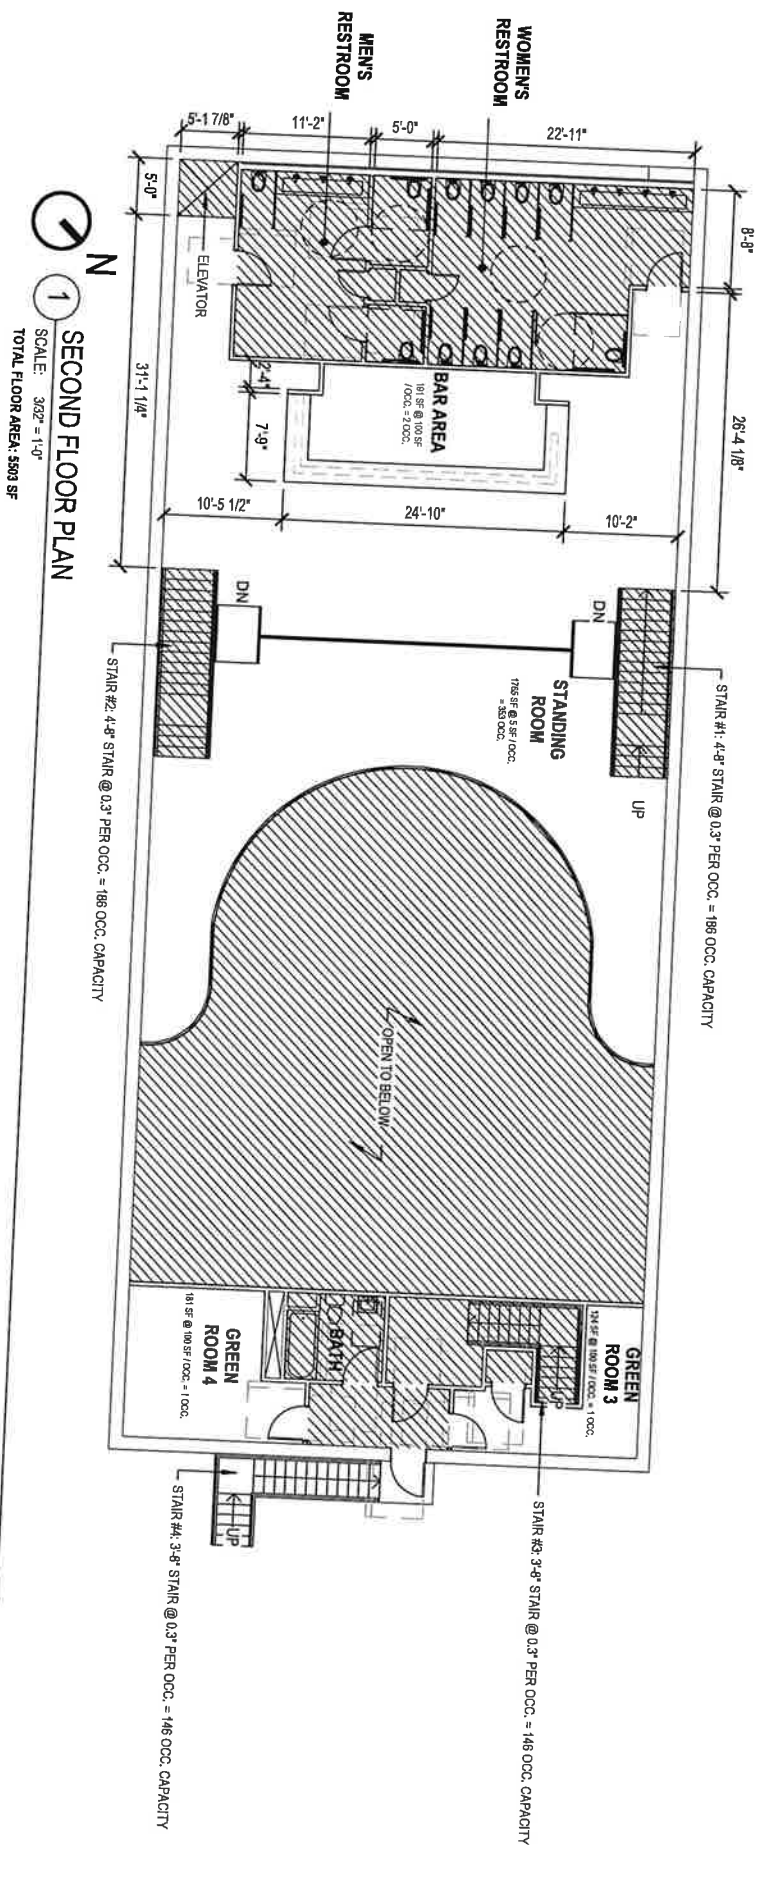 WOMEN'S
RESTROOM
MEN'S
RESTROOM
5'-1 7/8"
11'-2"
5'-0"
22'-11"
5'-0"
8'-8"
ELEVATOR
31'-1 1/4"
26'-4 1/8"
2'-4"
7'-9"
BAR AREA
191 SF @ 100 SF
/ OCC. = 2 OCC.
10'-5 1/2"
24'-10"
10'-2"
DN
DN
UP
STANDING
ROOM
1765 SF @ 5 SF / OCC.
= 353 OCC.
STAIR #1: 4'-8" STAIR @ 0.3" PER OCC. = 186 OCC. CAPACITY
STAIR #2: 4'-8" STAIR @ 0.3" PER OCC. = 186 OCC. CAPACITY
OPEN TO BELOW
GREEN
ROOM 3
124 SF @ 100 SF / OCC. = 1 OCC.
UP
BATH
GREEN
ROOM 4
181 SF @ 100 SF / OCC. = 1 OCC.
UP
STAIR #3: 3'-8" STAIR @ 0.3" PER OCC. = 146 OCC. CAPACITY
STAIR #4: 3'-8" STAIR @ 0.3" PER OCC. = 146 OCC. CAPACITY
N
1
SECOND FLOOR PLAN
SCALE: 3/32" = 1'-0"
TOTAL FLOOR AREA: 5503 SF